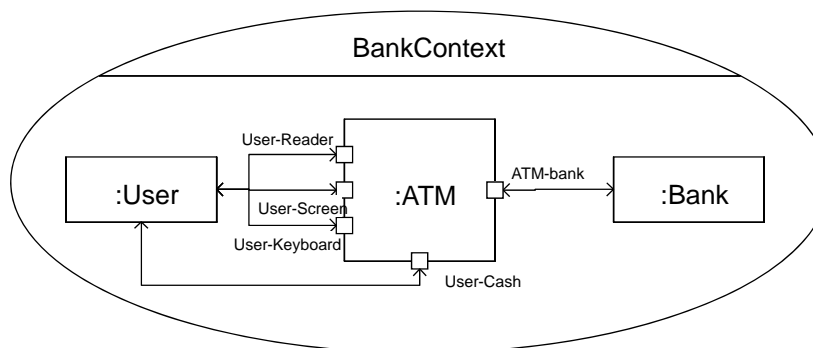 BankContext
User-Reader
ATM-bank
:User
:ATM
:Bank
User-Screen
User-Keyboard
User-Cash